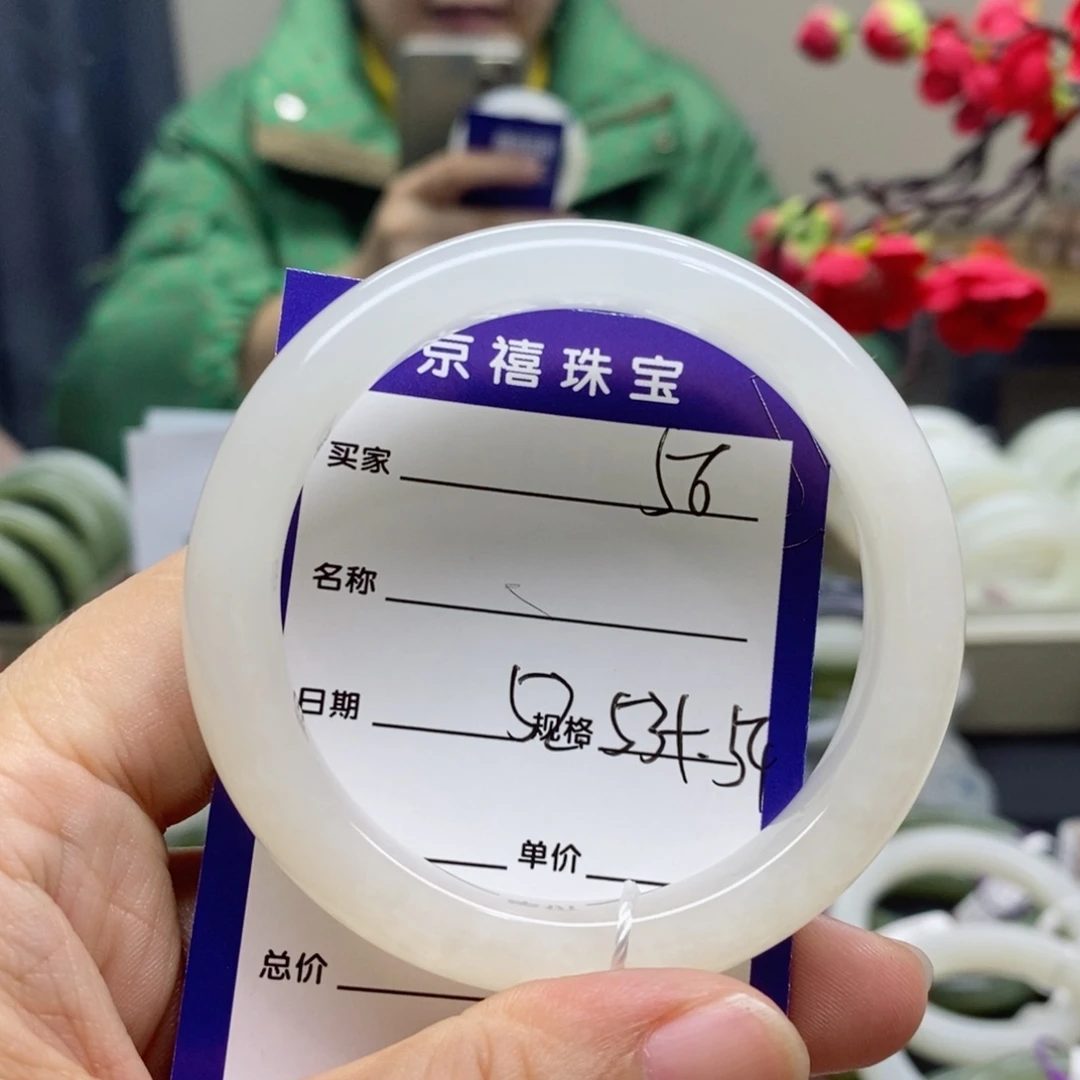 京禧珠宝
买家 56
名称
日期 规格
单价
总价